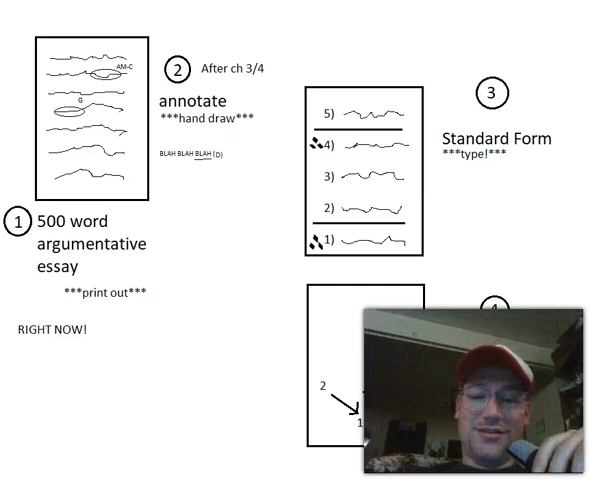 AM-C
G
2
After ch 3/4
annotate
***hand draw***
BLAH BLAH BLAH (D)
1
500 word
argumentative
essay
***print out***
RIGHT NOW!
5)
4)
3)
2)
1)
3
Standard Form
***type!***
2
1